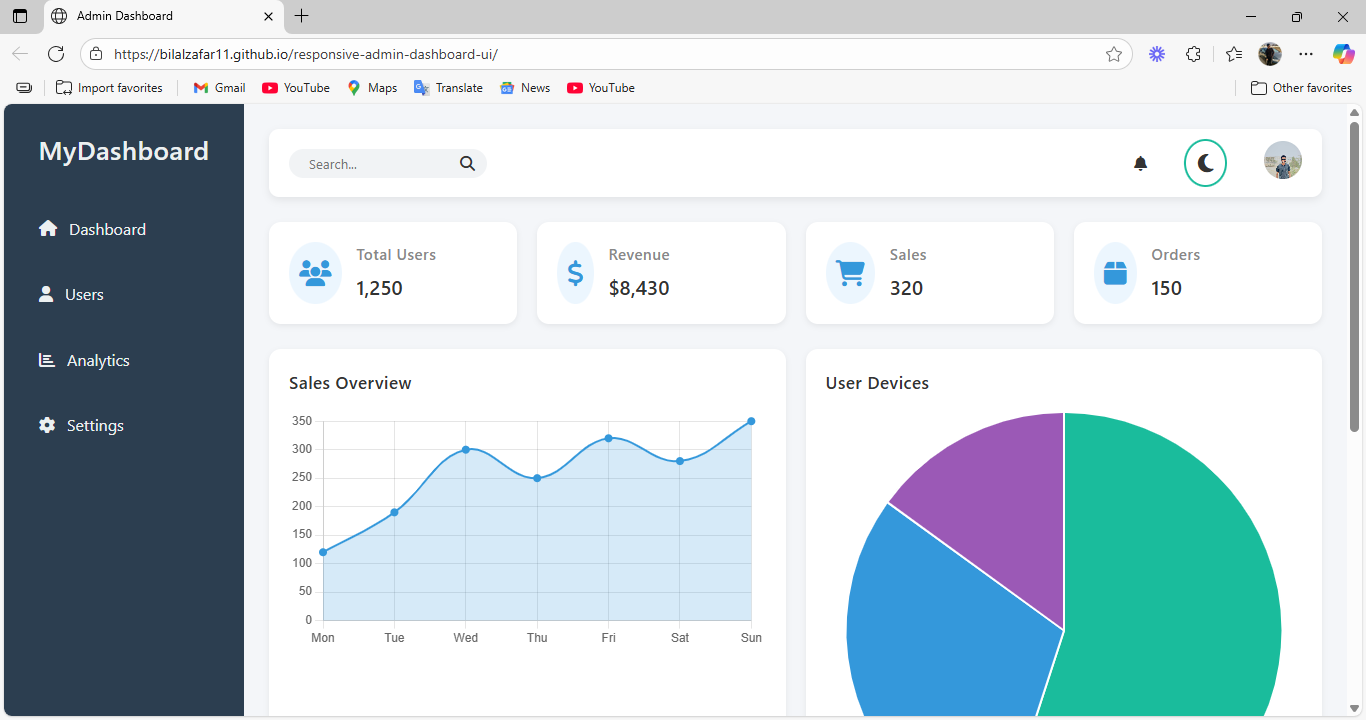 Admin Dashboard
https://bilalzafar11.github.io/responsive-admin-dashboard-ui/
Import favorites
Gmail
YouTube
Maps
Translate
News
YouTube
Other favorites
MyDashboard
Dashboard
Users
Analytics
Settings
Search...
Total Users
1,250
Revenue
$8,430
Sales
320
Orders
150
Sales Overview
350
300
250
200
150
100
50
0
Mon Tue Wed Thu Fri Sat Sun
User Devices